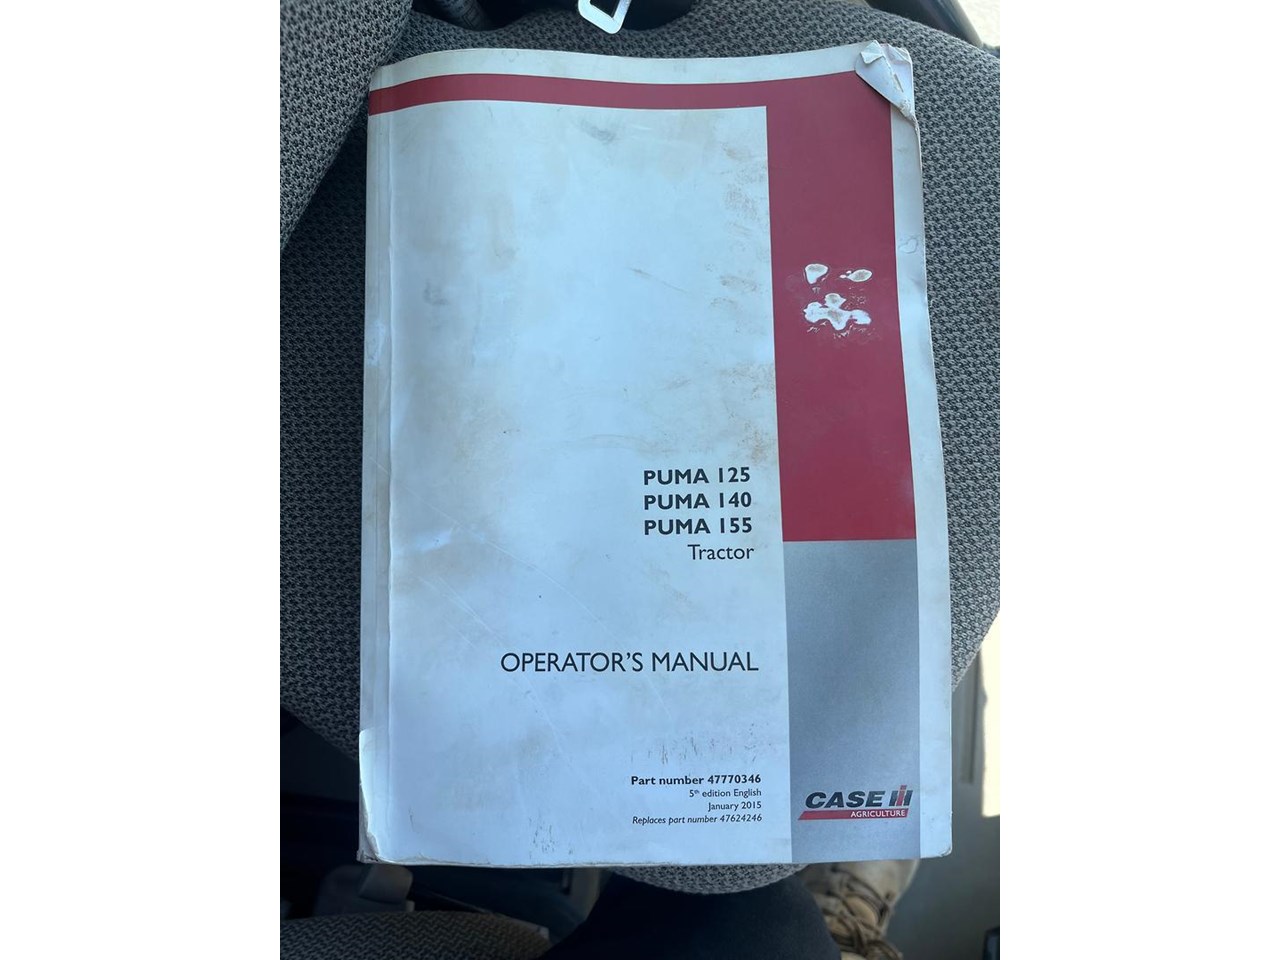 PUMA 125
PUMA 140
PUMA 155
Tractor
OPERATOR'S MANUAL
Part number 47770346
5th edition English
January 2015
Replaces part number 47624246
CASE IH
AGRICULTURE